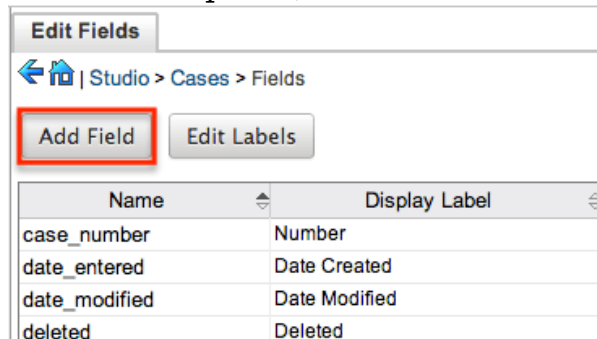 Edit Fields
| Studio > Cases > Fields
Add Field Edit Labels
Name Display Label
case_number Number
date_entered Date Created
date_modified Date Modified
deleted Deleted